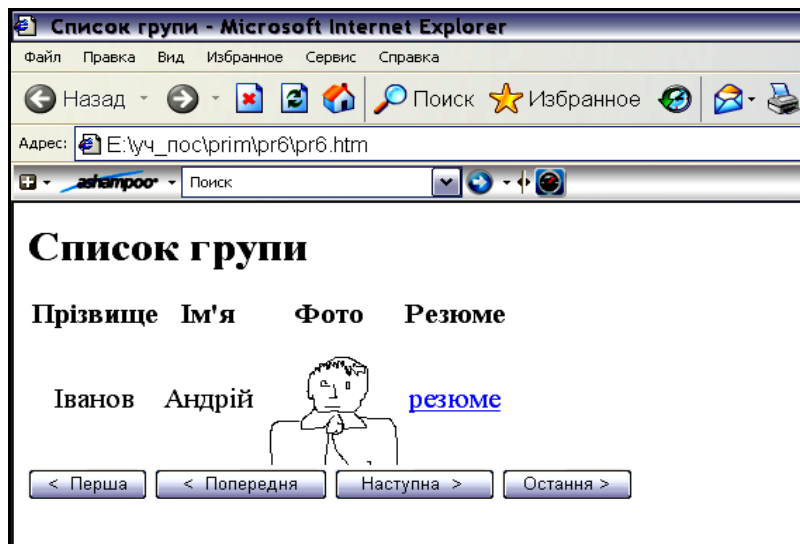 Список групи - Microsoft Internet Explorer
Файл Правка Вид Избранное Сервис Справка
Назад Поиск Избранное
Адрес: E:\уч_пос\prim\pr6\pr6.htm
ashampoo Поиск
Список групи
Прізвище Ім'я Фото Резюме
Іванов Андрій резюме
< Перша < Попередня Наступна > Остання >